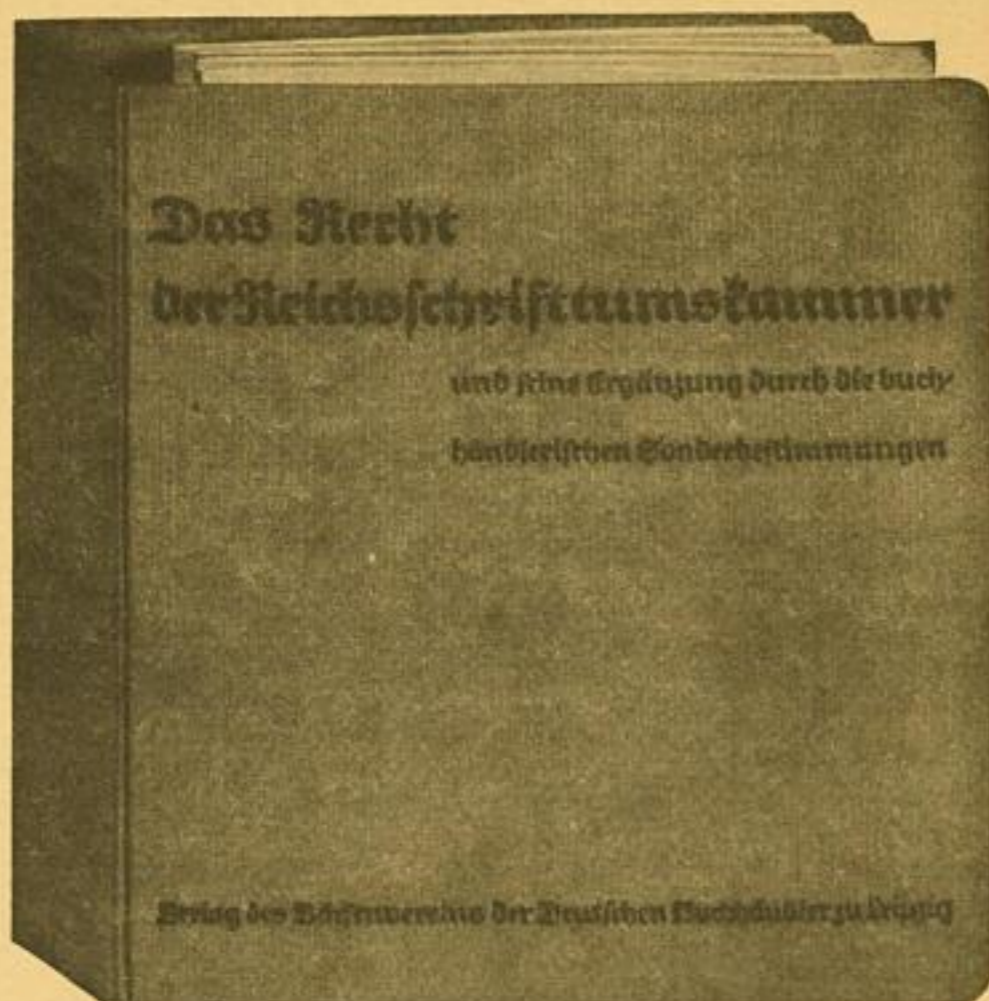 Das Recht
der Reichsschrifttumskammer
und seine Ergänzung durch die buch-
händlerischen Sonderbestimmungen
Verlag des Börsenvereins der Deutschen Buchhändler zu Leipzig